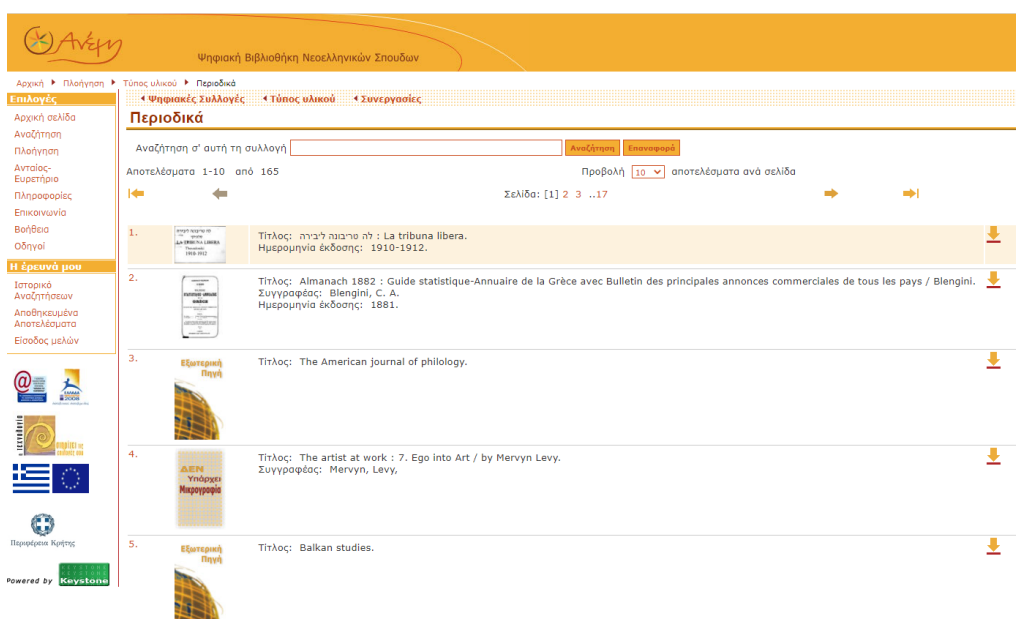 Ανέμη
Ψηφιακή Βιβλιοθήκη Νεοελληνικών Σπουδων
Αρχική Πλοήγηση Τύπος υλικού Περιοδικά
Επιλογές
Αρχική σελίδα
Αναζήτηση
Πλοήγηση
Ανταίος-
Ευρετήριο
Πληροφορίες
Επικοινωνία
Βοήθεια
Οδηγοί
Η έρευνά μου
Ιστορικό
Αναζητήσεων
Αποθηκευμένα
Αποτελέσματα
Είσοδος μελών
Περιφέρεια Κρήτης
Powered by Keystone
Ψηφιακές Συλλογές Τύπος υλικού Συνεργασίες
Περιοδικά
Αναζήτηση σ' αυτή τη συλλογή Αναζήτηση Επαναφορά
Αποτελέσματα 1-10 από 165 Προβολή 10 αποτελέσματα ανά σελίδα
Σελίδα: [1] 2 3 ..17
1. Τίτλος: לה טריבונה ליבירה : La tribuna libera.
Ημερομηνία έκδοσης: 1910-1912.
LA TRIBUNA LIBERA
1910-1912
2. Τίτλος: Almanach 1882 : Guide statistique-Annuaire de la Grèce avec Bulletin des principales annonces commerciales de tous les pays / Blengini.
Συγγραφέας: Blengini, C. A.
Ημερομηνία έκδοσης: 1881.
3. Τίτλος: The American journal of philology.
Εξωτερική
Πηγή
4. Τίτλος: The artist at work : 7. Ego into Art / by Mervyn Levy.
Συγγραφέας: Mervyn, Levy,
ΔΕΝ
Υπάρχει
Μικρογραφία
5. Τίτλος: Balkan studies.
Εξωτερική
Πηγή